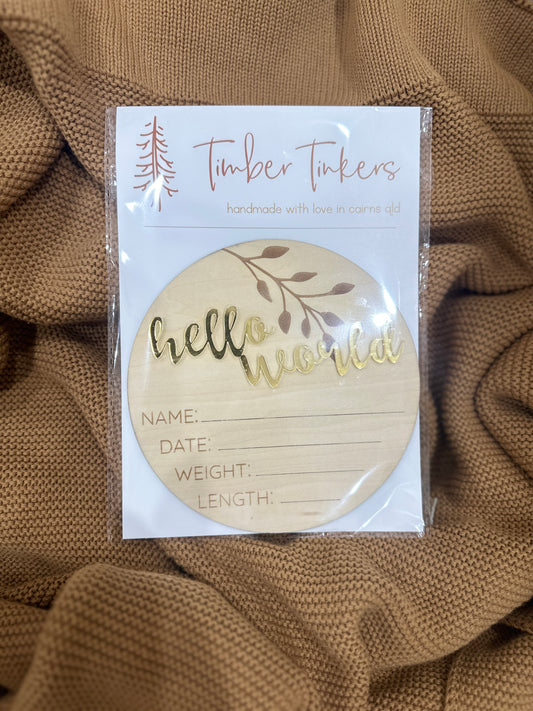 Timber Tinkers
handmade with love in cairns qld
hello
world
NAME:
DATE:
WEIGHT:
LENGTH: